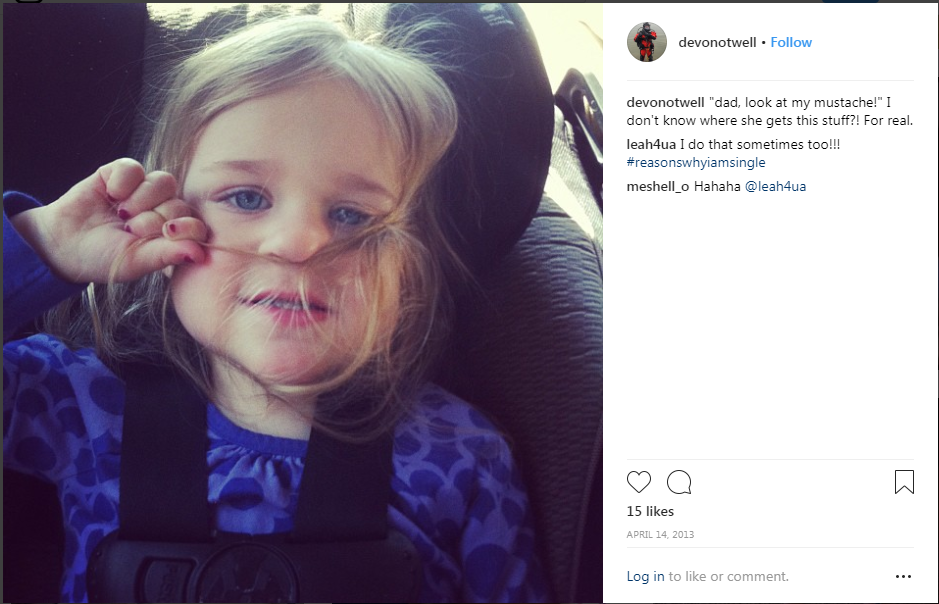 devonotwell • Follow
devonotwell "dad, look at my mustache!" I
don't know where she gets this stuff?! For real.
leah4ua I do that sometimes too!!!
#reasonswhyiamsingle
meshell_o Hahaha @leah4ua
15 likes
APRIL 14, 2013
Log in to like or comment.